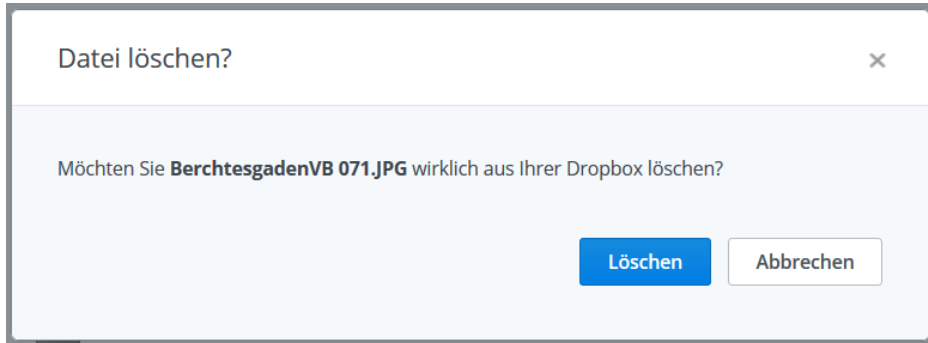 Datei löschen?
Möchten Sie BerchtesgadenVB 071.JPG wirklich aus Ihrer Dropbox löschen?
Löschen Abbrechen